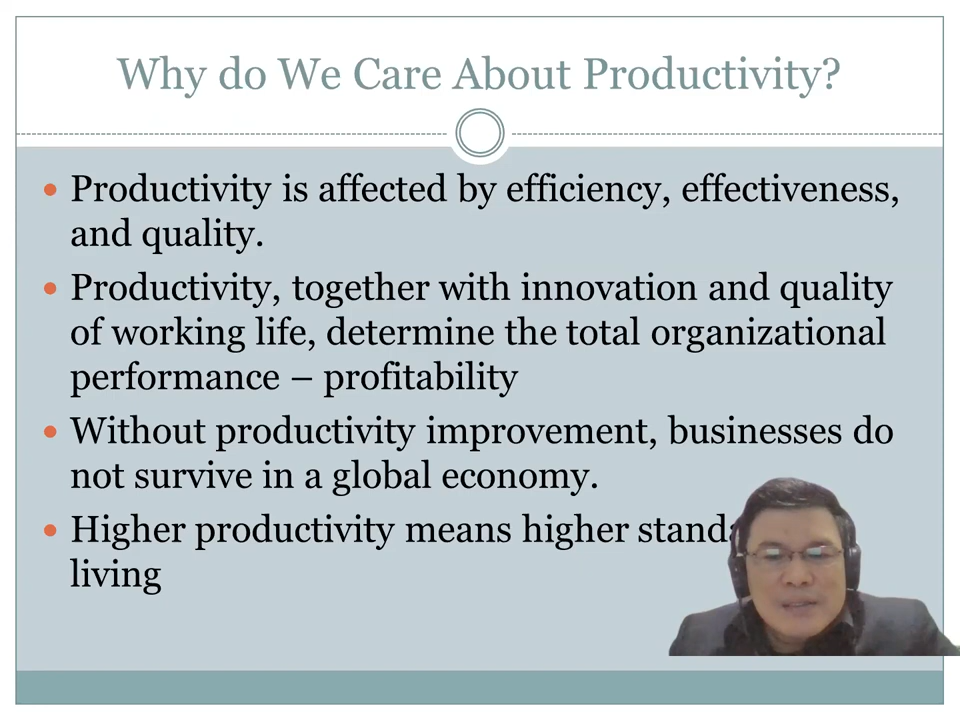 Why do We Care About Productivity?
• Productivity is affected by efficiency, effectiveness,
and quality.
• Productivity, together with innovation and quality
of working life, determine the total organizational
performance – profitability
• Without productivity improvement, businesses do
not survive in a global economy.
• Higher productivity means higher
living